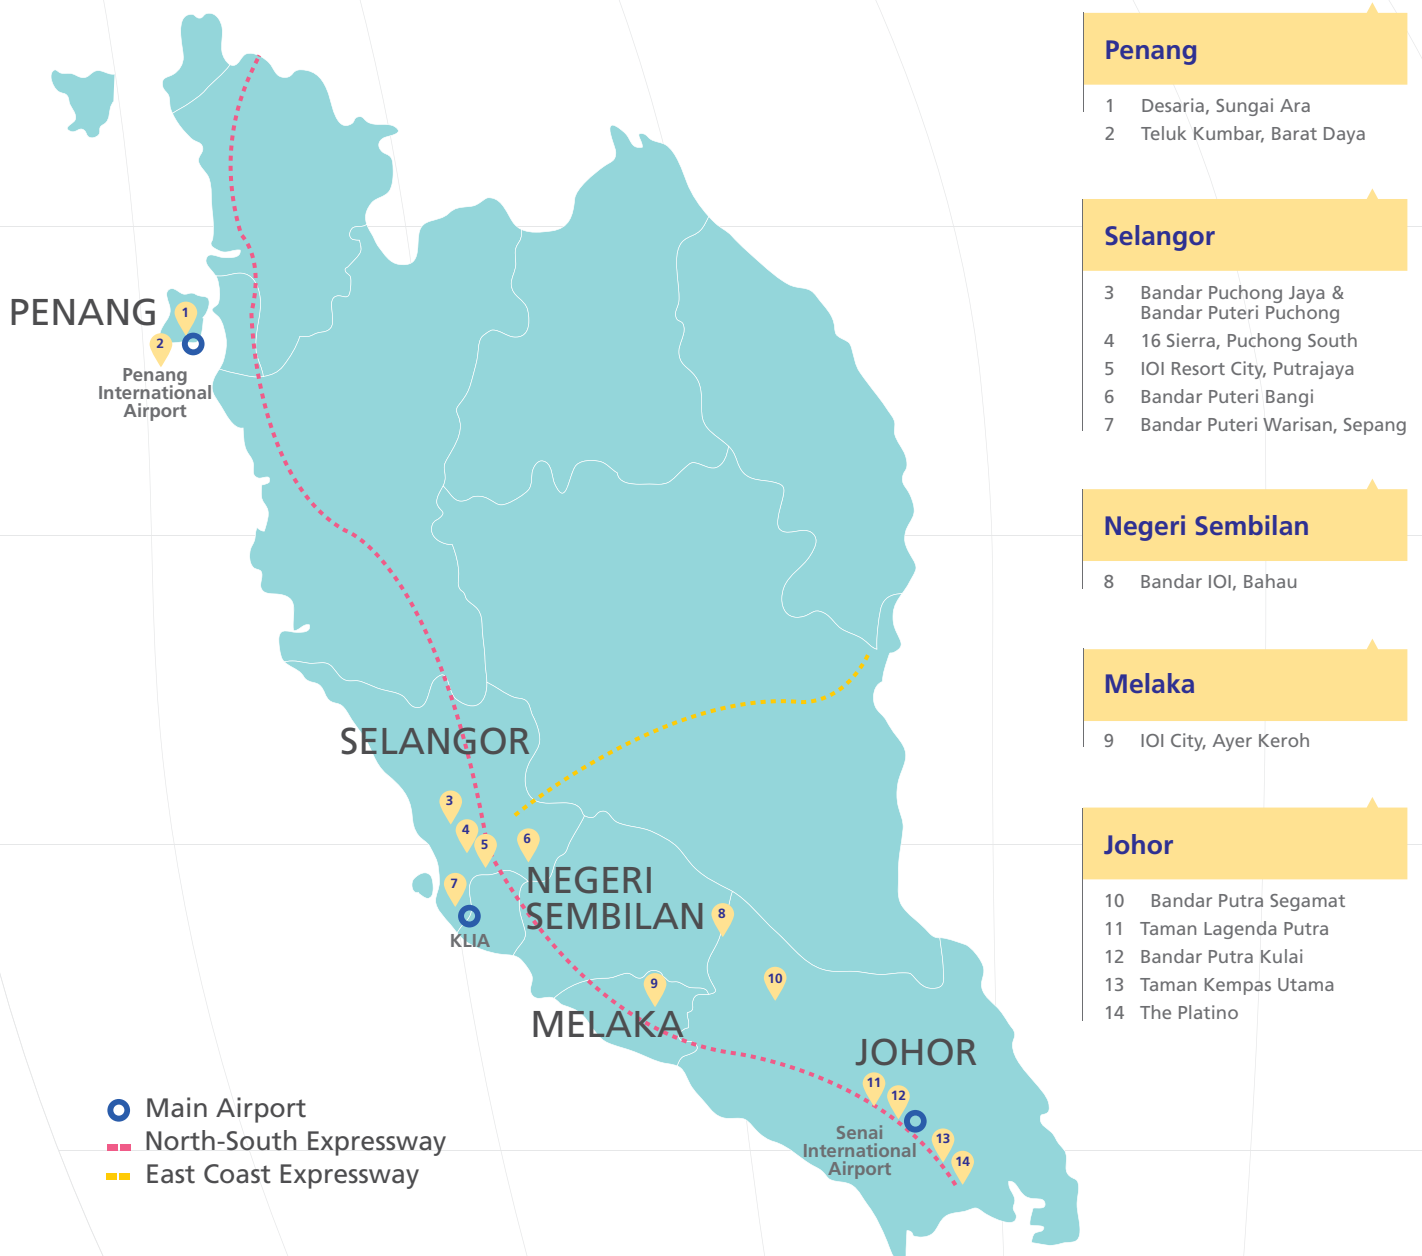 PENANG
1
2
Penang
International
Airport
SELANGOR
3
4
5
6
7
KLIA
NEGERI
SEMBILAN
8
9
MELAKA
10
JOHOR
11
12
Senai
International
Airport
13
14
Main Airport
North-South Expressway
East Coast Expressway
Penang
1 Desaria, Sungai Ara
2 Teluk Kumbar, Barat Daya
Selangor
3 Bandar Puchong Jaya &
Bandar Puteri Puchong
4 16 Sierra, Puchong South
5 IOI Resort City, Putrajaya
6 Bandar Puteri Bangi
7 Bandar Puteri Warisan, Sepang
Negeri Sembilan
8 Bandar IOI, Bahau
Melaka
9 IOI City, Ayer Keroh
Johor
10 Bandar Putra Segamat
11 Taman Lagenda Putra
12 Bandar Putra Kulai
13 Taman Kempas Utama
14 The Platino